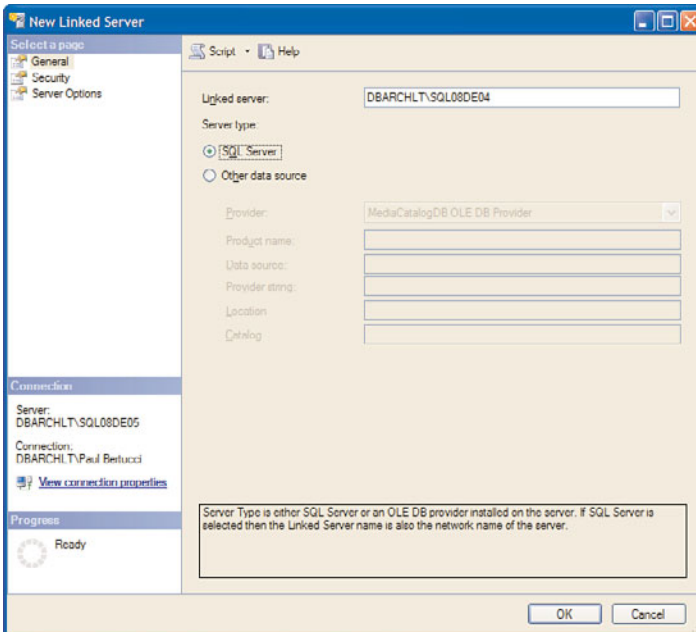 New Linked Server
Select a page
General
Security
Server Options
Script
Help
Linked server:
DBARCHLT\SQL08DE04
Server type:
SQL Server
Other data source
Provider:
MediaCatalogDB OLE DB Provider
Product name:
Data source:
Provider string:
Location
Catalog
Connection
Server:
DBARCHLT\SQL08DE05
Connection:
DBARCHLT\Paul Bertucci
View connection properties
Progress
Ready
Server Type is either SQL Server or an OLE DB provider installed on the server. If SQL Server is
selected then the Linked Server name is also the network name of the server.
OK
Cancel